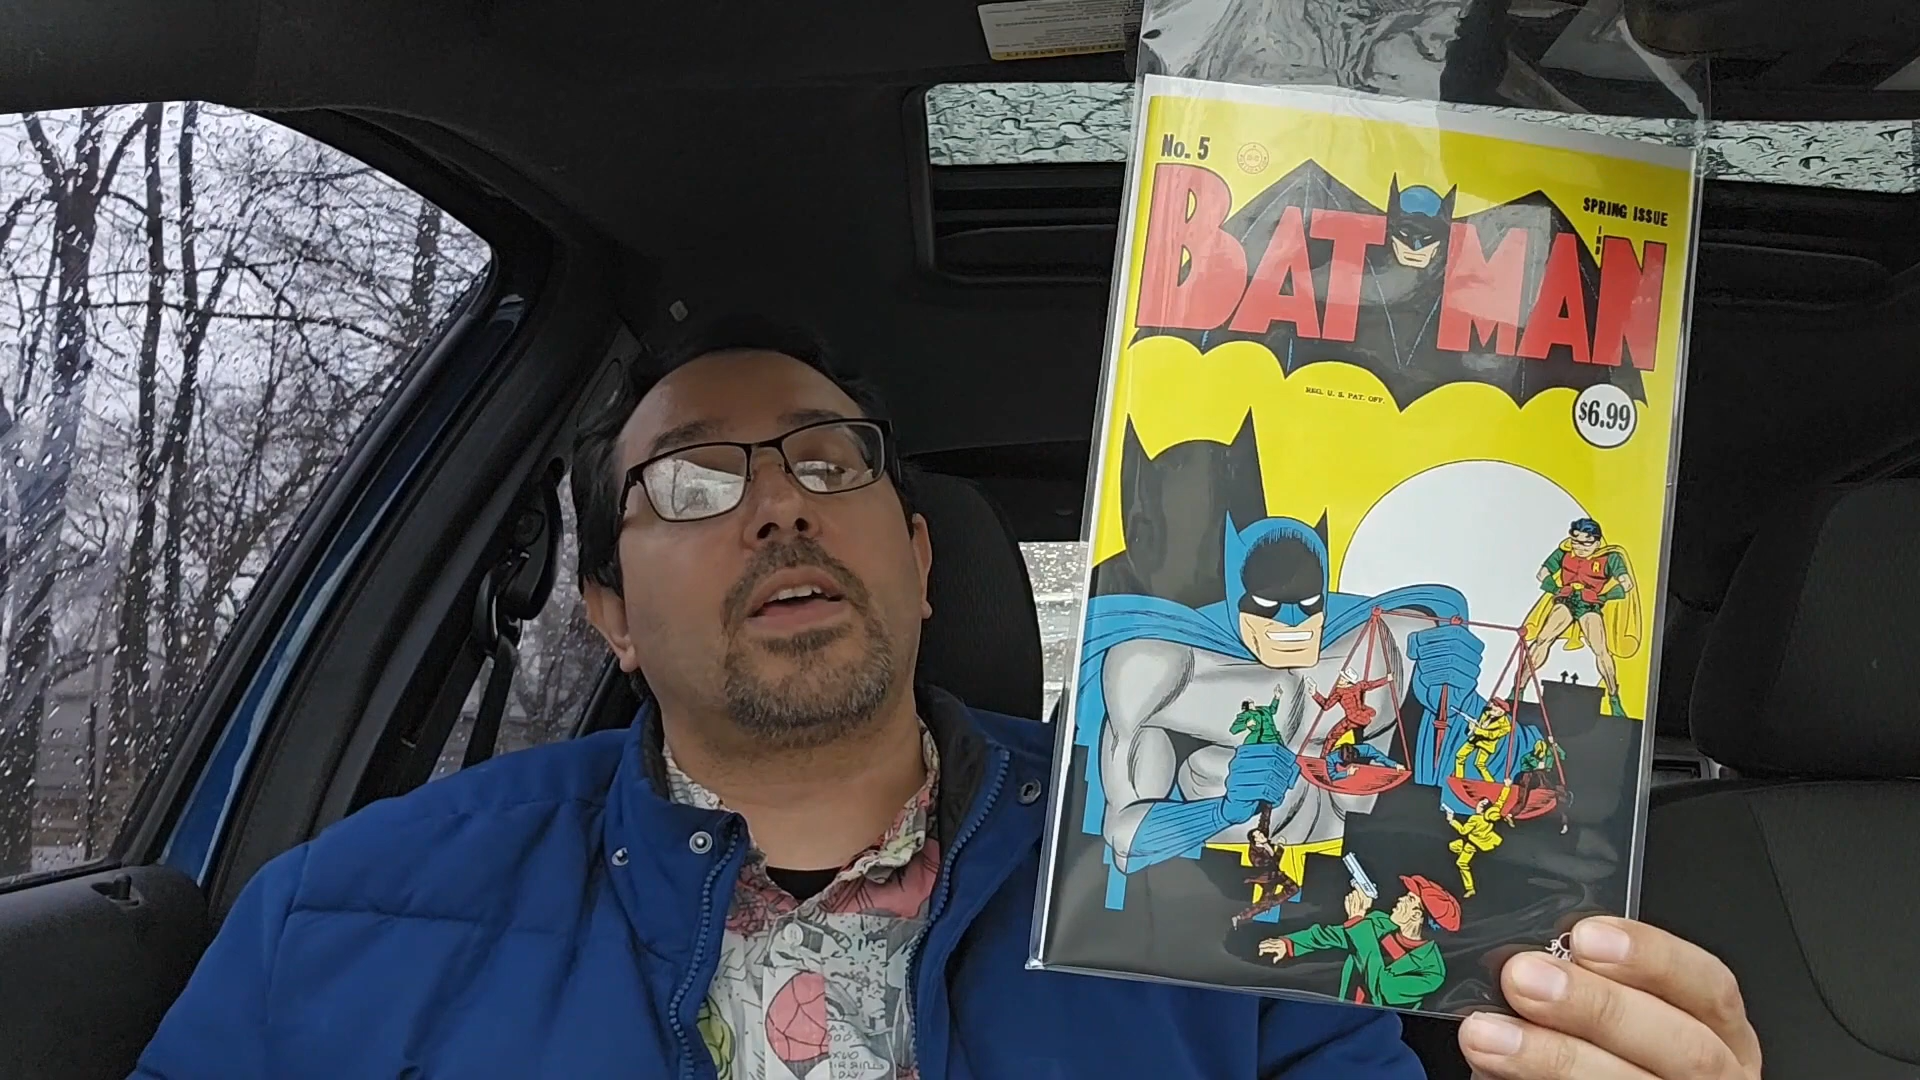 No. 5
BATMAN
SPRING ISSUE
REG. U. S. PAT. OFF.
$6.99
R